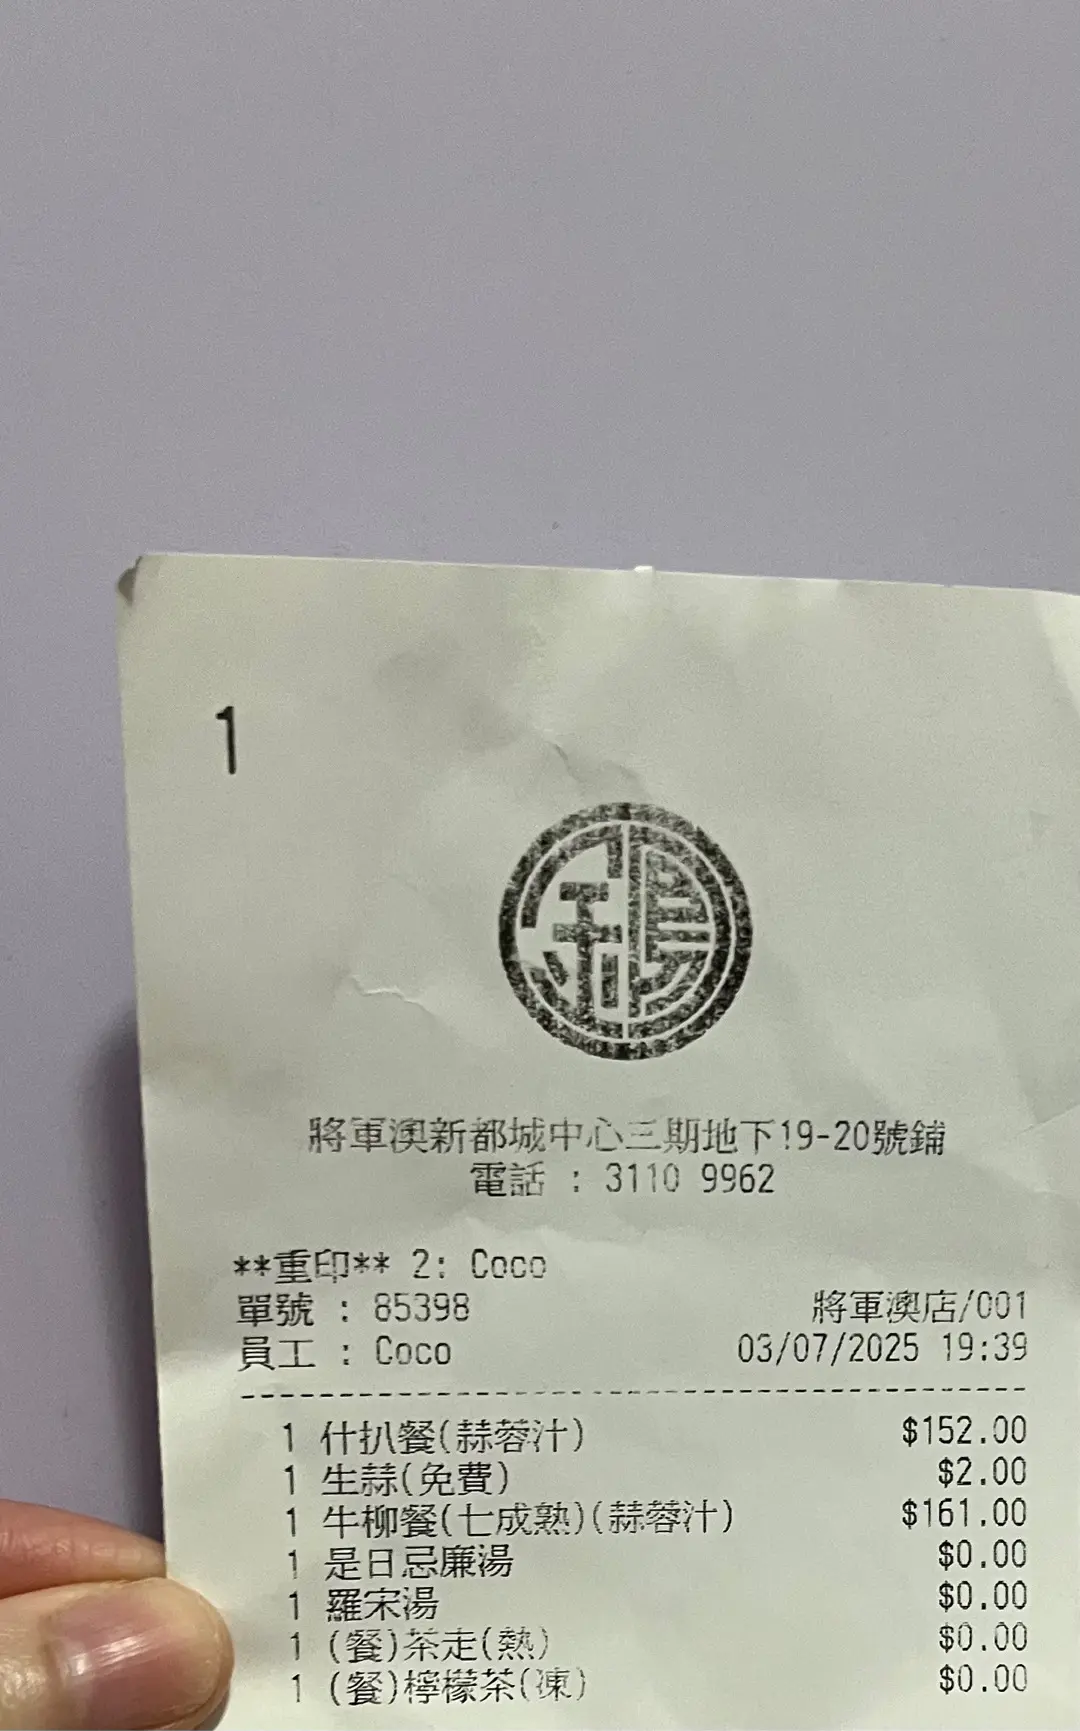 1
將軍澳新都城中心三期地下19-20號鋪
電話 : 3110 9962
**重印** 2: Coco
單號 : 85398 將軍澳店/001
員工 : Coco 03/07/2025 19:39
1 什扒餐(蒜蓉汁) $152.00
1 生蒜(免費) $2.00
1 牛柳餐(七成熟)(蒜蓉汁) $161.00
1 是日忌廉湯 $0.00
1 羅宋湯 $0.00
1 (餐)茶走(熱) $0.00
1 (餐)檸檬茶(凍) $0.00